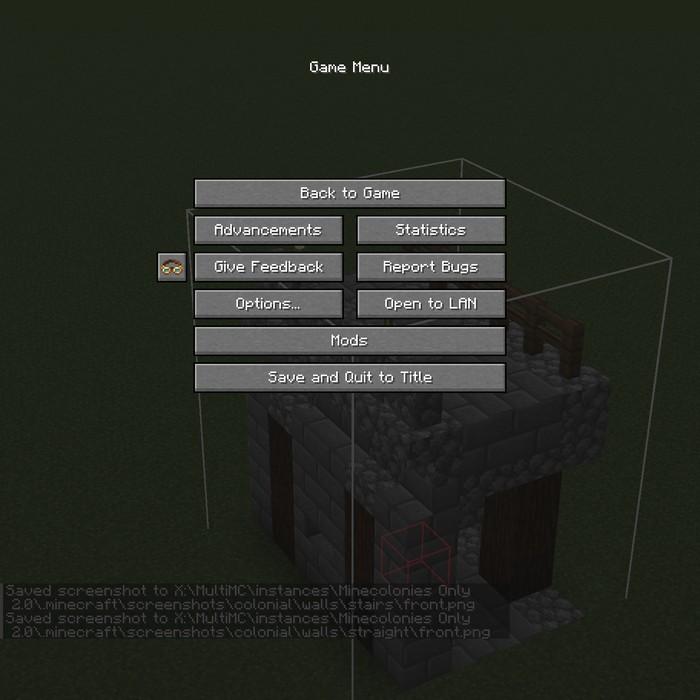 Game Menu
Back to Game
Advancements
Statistics
Give Feedback
Report Bugs
Options...
Open to LAN
Mods
Save and Quit to Title
Saved screenshot to X:\MultiMC\instances\Minecolonies Only
2.0\.minecraft\screenshots\colonial\walls\stairs\front.png
Saved screenshot to X:\MultiMC\instances\Minecolonies Only
2.0\.minecraft\screenshots\colonial\walls\straight\front.png